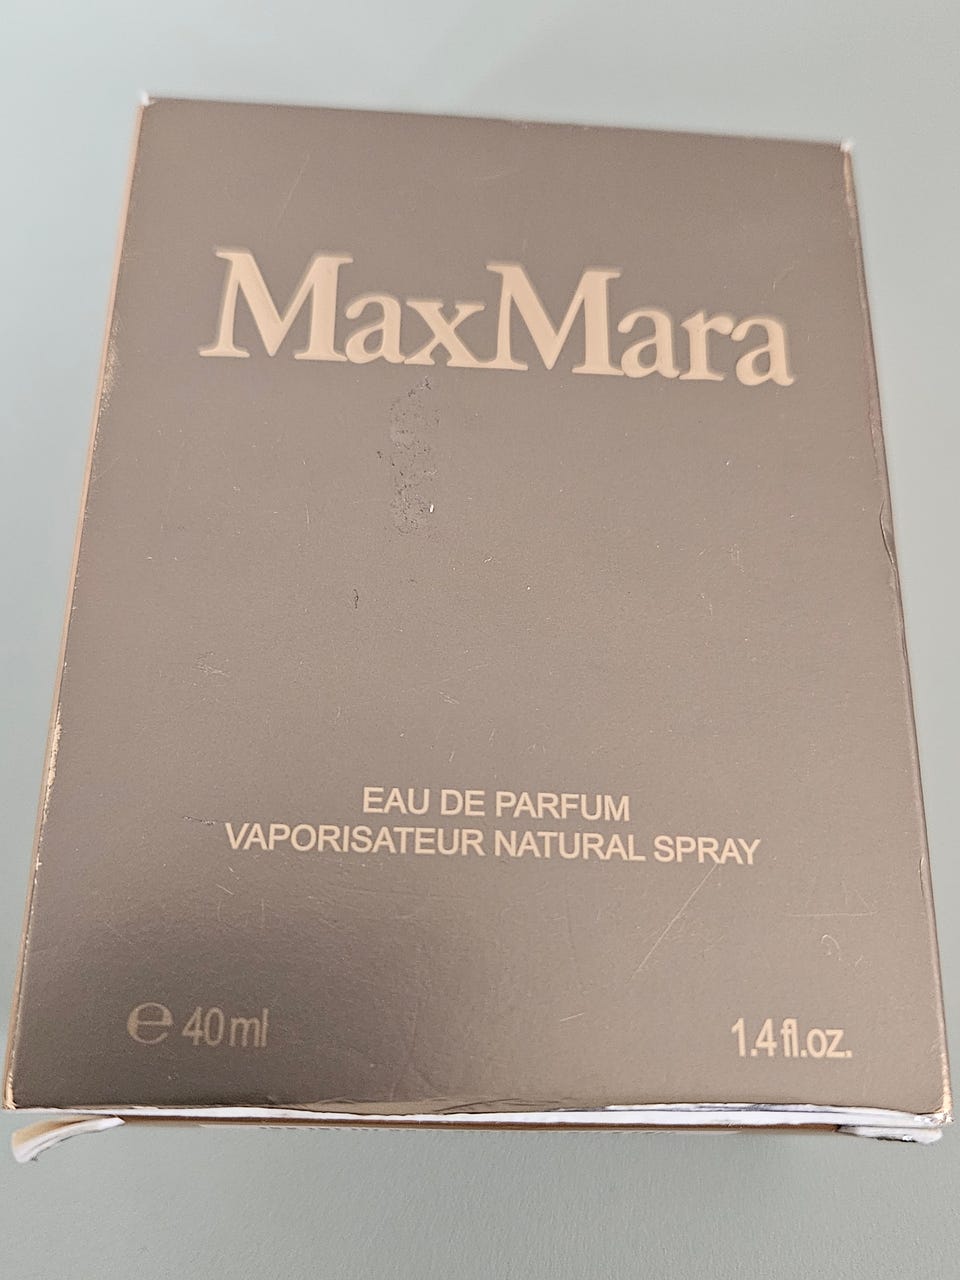 MaxMara
EAU DE PARFUM
VAPORISATEUR NATURAL SPRAY
℮ 40 ml
1.4 fl.oz.